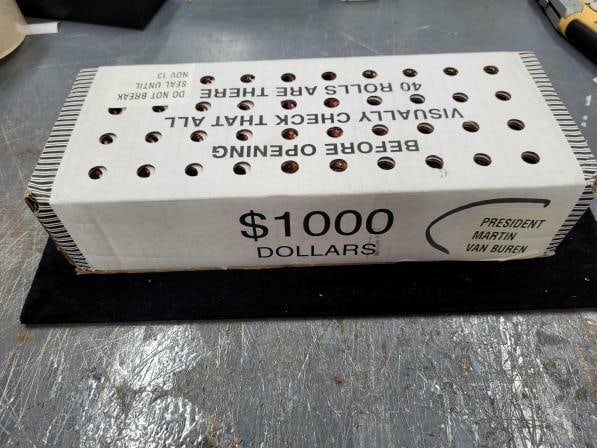 DO NOT BREAK
SEAL UNTIL
NOV 13
BEFORE OPENING
VISUALLY CHECK THAT ALL
40 ROLLS ARE THERE
$1000
DOLLARS
PRESIDENT
MARTIN
VAN BUREN